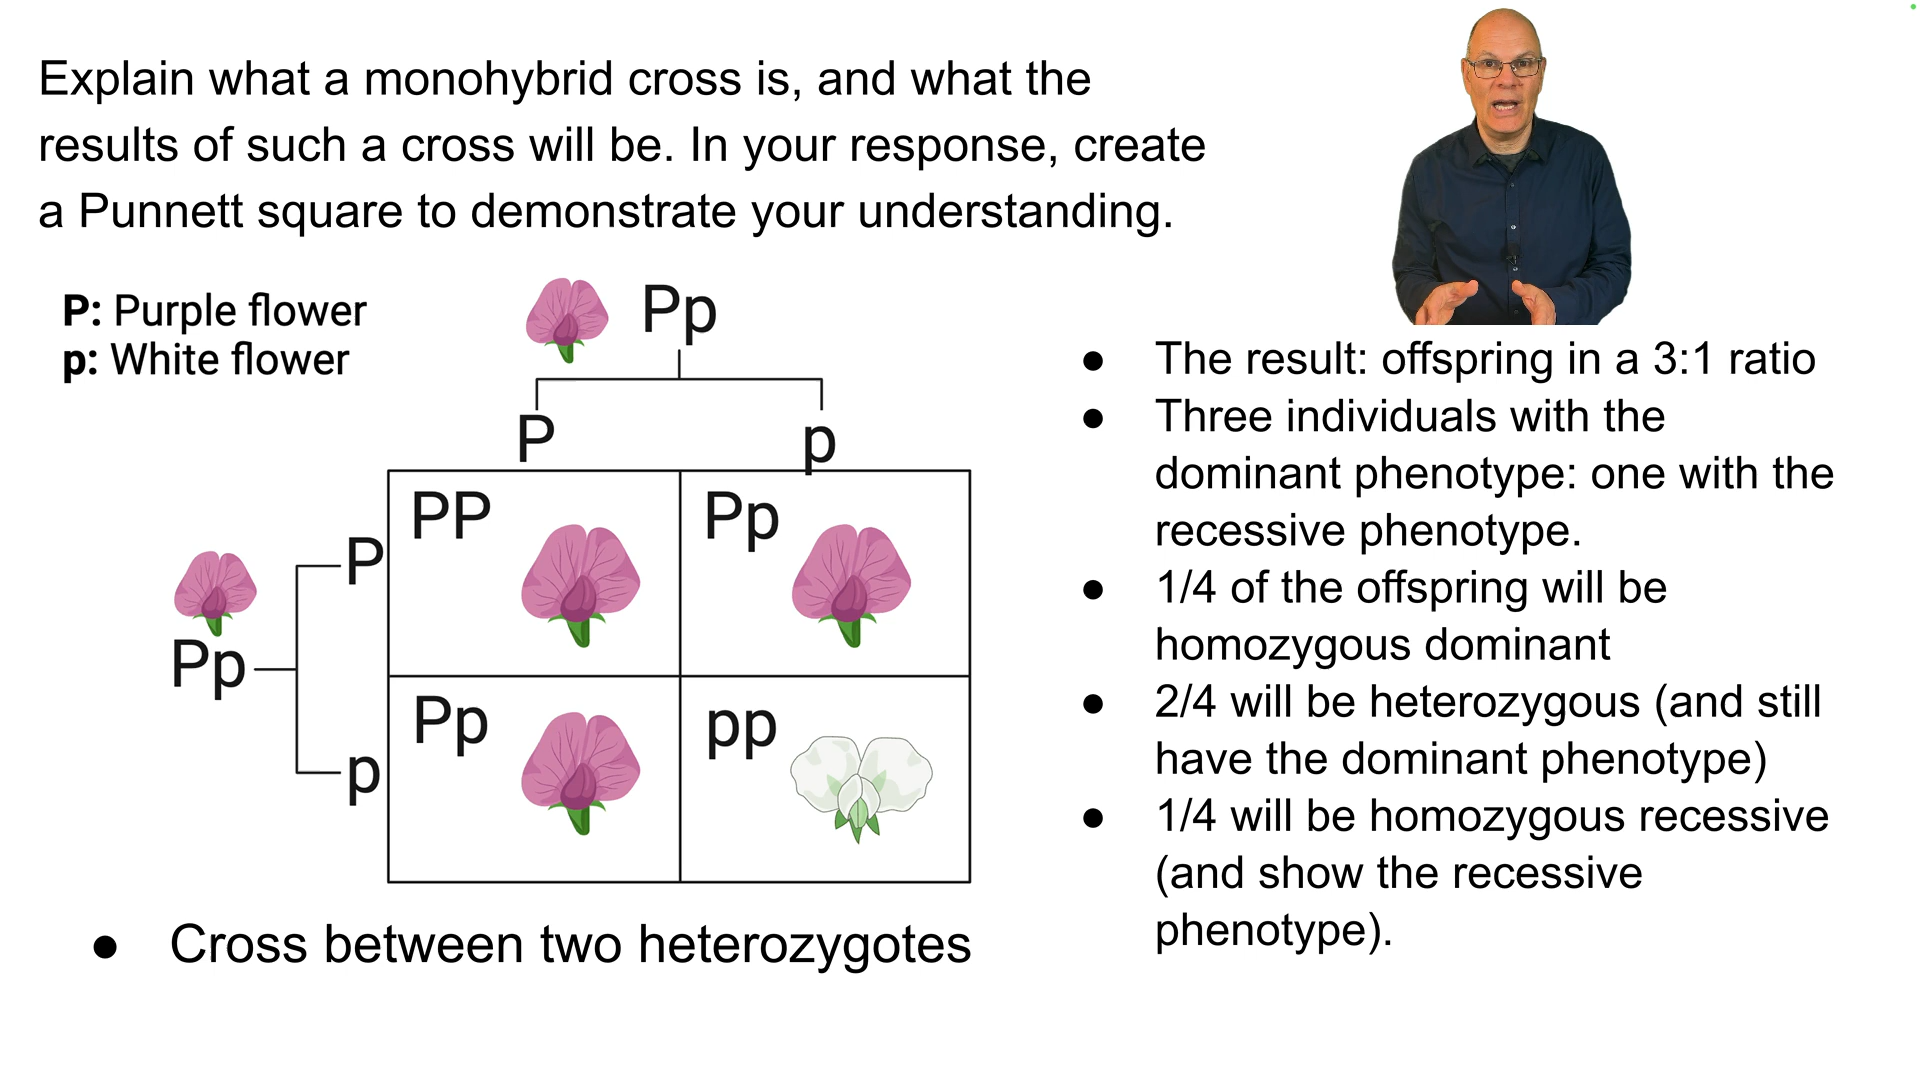 Explain what a monohybrid cross is, and what the
results of such a cross will be. In your response, create
a Punnett square to demonstrate your understanding.
P: Purple flower
p: White flower
Pp
P
p
P
PP
Pp
Pp
p
Pp
pp
● Cross between two heterozygotes
● The result: offspring in a 3:1 ratio
● Three individuals with the
dominant phenotype: one with the
recessive phenotype.
● 1/4 of the offspring will be
homozygous dominant
● 2/4 will be heterozygous (and still
have the dominant phenotype)
● 1/4 will be homozygous recessive
(and show the recessive
phenotype).